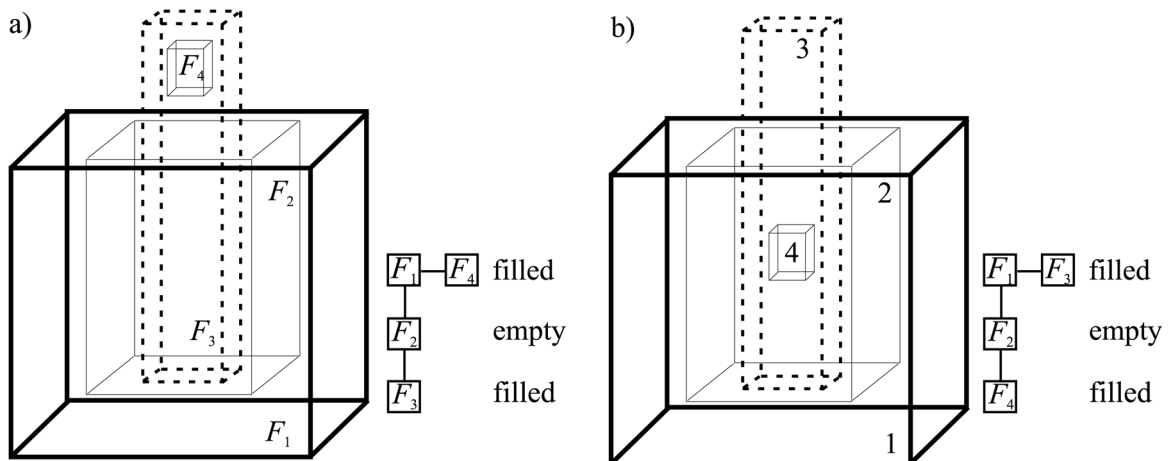 a)
F₄
F₂
F₃
F₁
F₁ F₄ filled
F₂ empty
F₃ filled
b)
3
2
4
1
F₁ F₃ filled
F₂ empty
F₄ filled